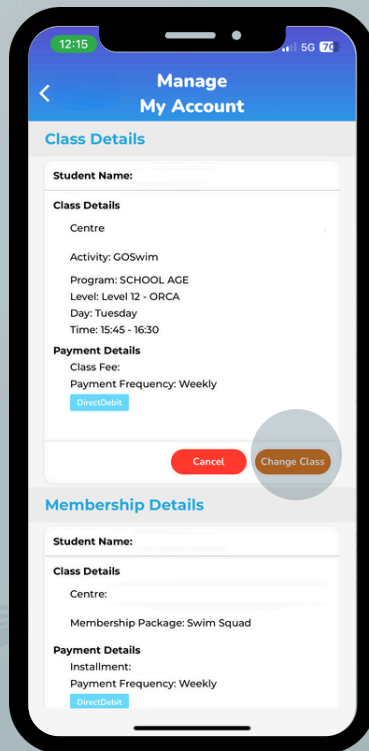 12:15
5G 70
Manage
My Account
Class Details
Student Name:
Class Details
Centre
Activity: GOSwim
Program: SCHOOL AGE
Level: Level 12 - ORCA
Day: Tuesday
Time: 15:45 - 16:30
Payment Details
Class Fee:
Payment Frequency: Weekly
DirectDebit
Cancel Change Class
Membership Details
Student Name:
Class Details
Centre:
Membership Package: Swim Squad
Payment Details
Installment:
Payment Frequency: Weekly
DirectDebit